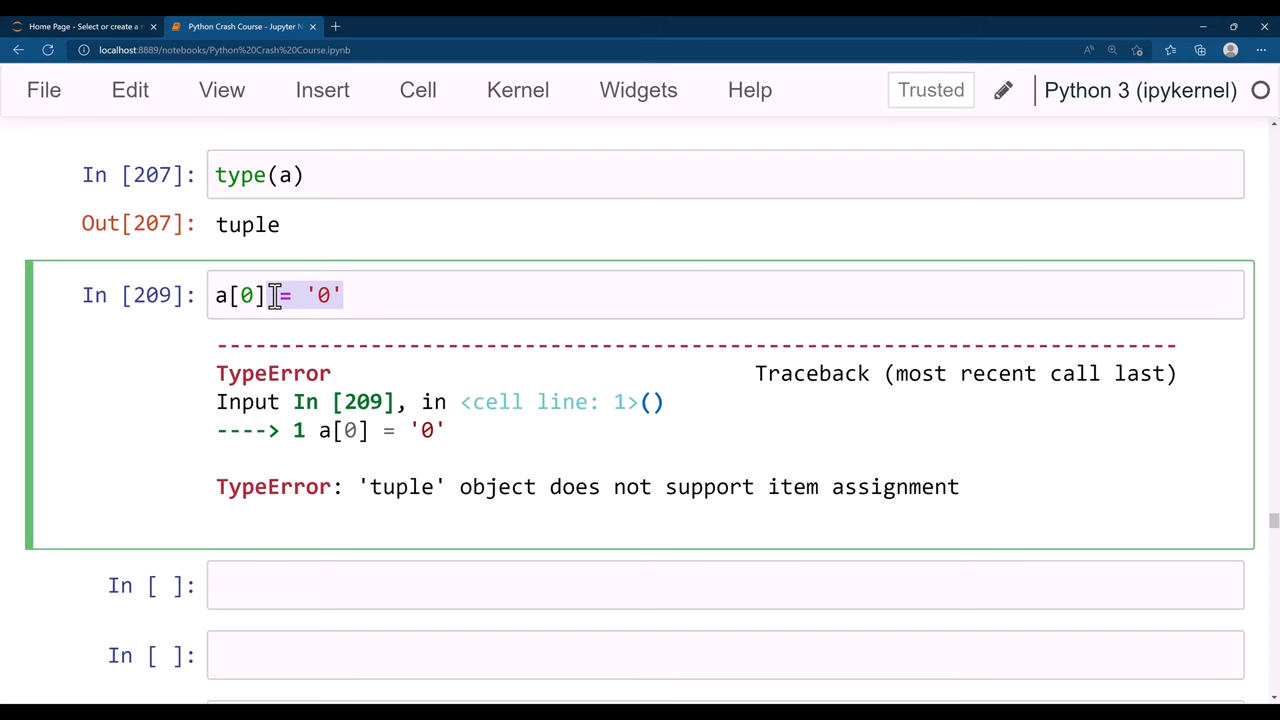 Home Page - Select or create a n
Python Crash Course - Jupyter N
localhost:8889/notebooks/Python%20Crash%20Course.ipynb
File Edit View Insert Cell Kernel Widgets Help Trusted Python 3 (ipykernel)
In [207]: type(a)
Out[207]: tuple
In [209]: a[0] = '0'
---------------------------------------------------------------------------
TypeError Traceback (most recent call last)
Input In [209], in <cell line: 1>()
----> 1 a[0] = '0'
TypeError: 'tuple' object does not support item assignment
In [ ]:
In [ ]: